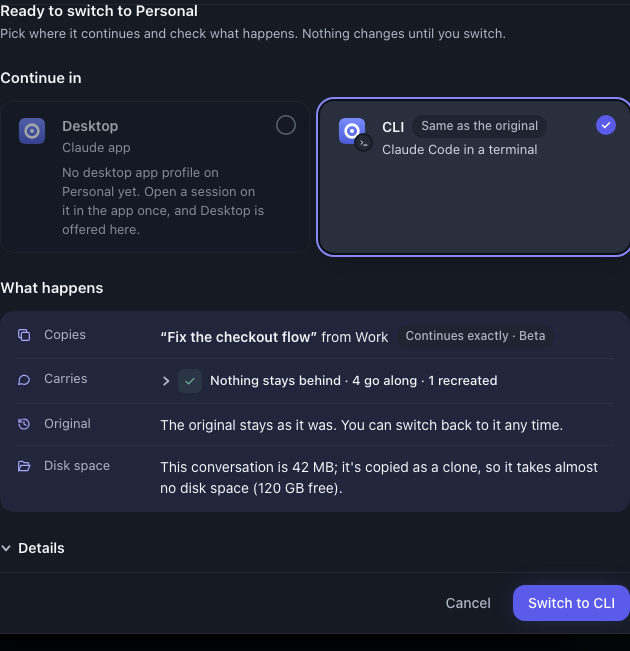 Ready to switch to Personal
Pick where it continues and check what happens. Nothing changes until you switch.
Continue in
Desktop
Claude app
No desktop app profile on
Personal yet. Open a session on
it in the app once, and Desktop is
offered here.
CLI Same as the original
Claude Code in a terminal
What happens
Copies “Fix the checkout flow” from Work Continues exactly · Beta
Carries Nothing stays behind · 4 go along · 1 recreated
Original The original stays as it was. You can switch back to it any time.
Disk space This conversation is 42 MB; it's copied as a clone, so it takes almost
no disk space (120 GB free).
Details
Cancel Switch to CLI